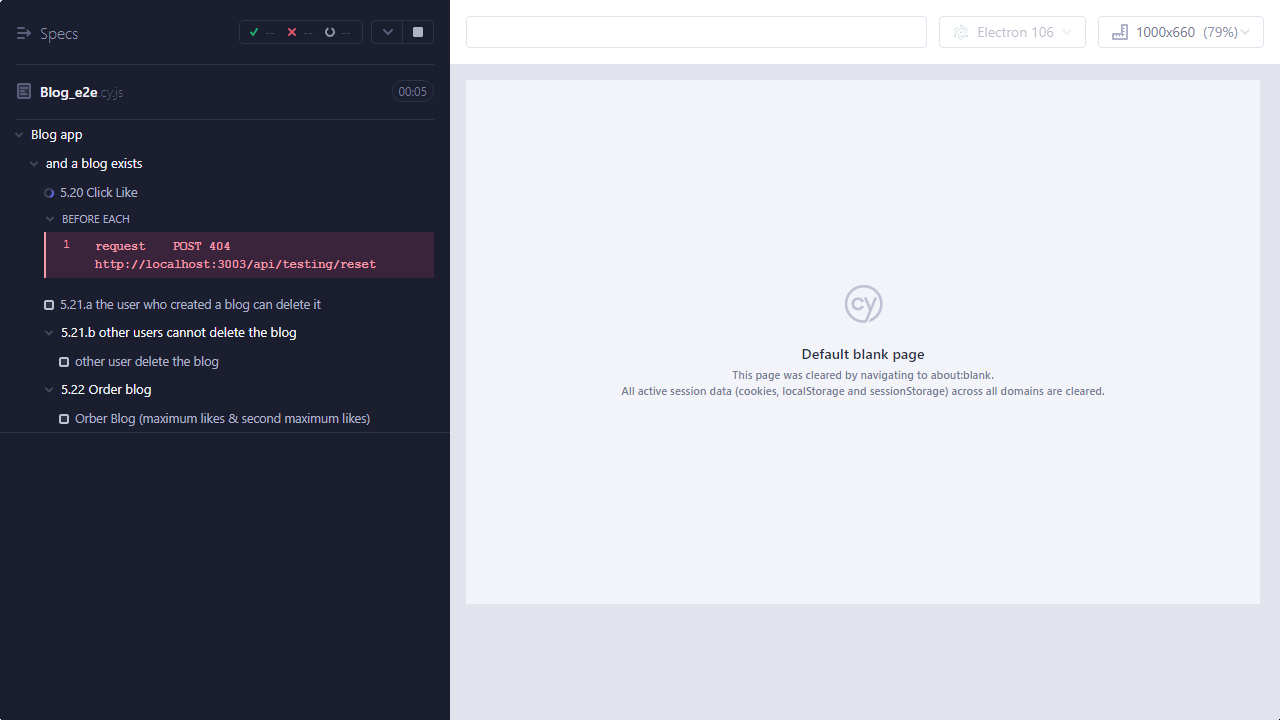 Specs
-- -- --
Blog_e2e.cy.js 00:05
Blog app
and a blog exists
5.20 Click Like
BEFORE EACH
1 request POST 404
http://localhost:3003/api/testing/reset
5.21.a the user who created a blog can delete it
5.21.b other users cannot delete the blog
other user delete the blog
5.22 Order blog
Orber Blog (maximum likes & second maximum likes)
Electron 106
1000x660 (79%)
cy
Default blank page
This page was cleared by navigating to about:blank.
All active session data (cookies, localStorage and sessionStorage) across all domains are cleared.